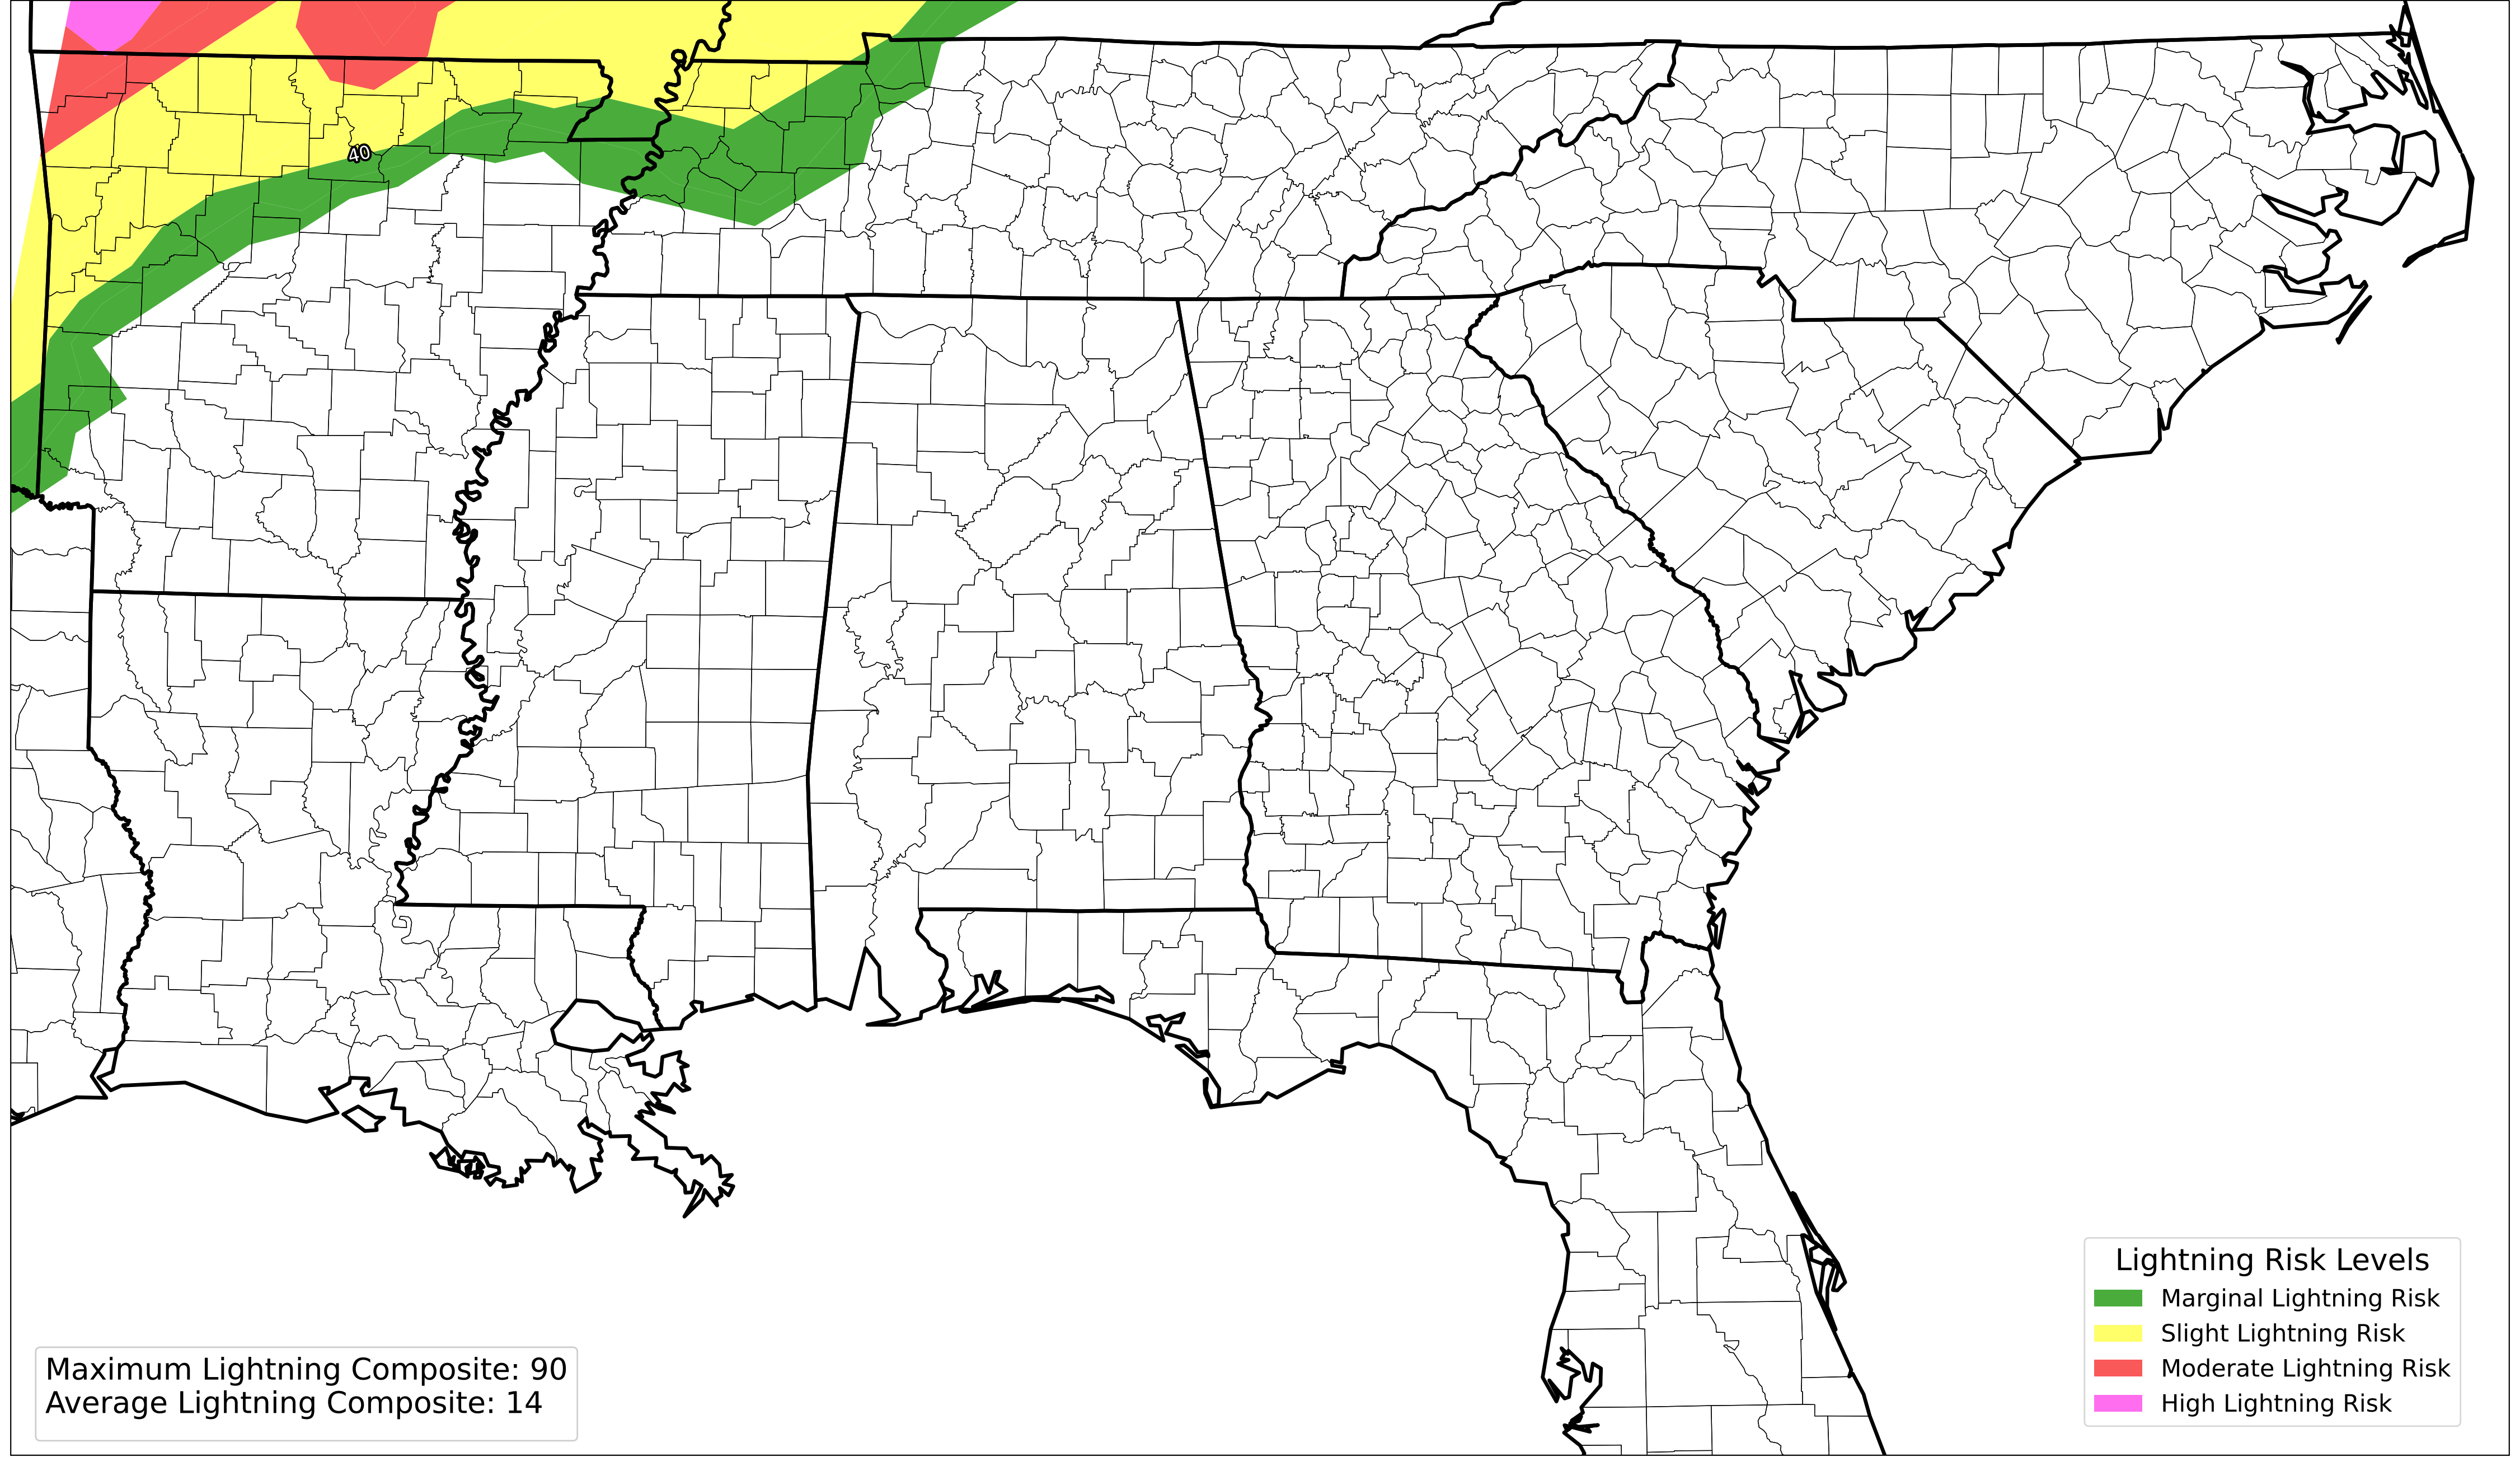 40
Lightning Risk Levels
Marginal Lightning Risk
Slight Lightning Risk
Moderate Lightning Risk
High Lightning Risk
Maximum Lightning Composite: 90
Average Lightning Composite: 14